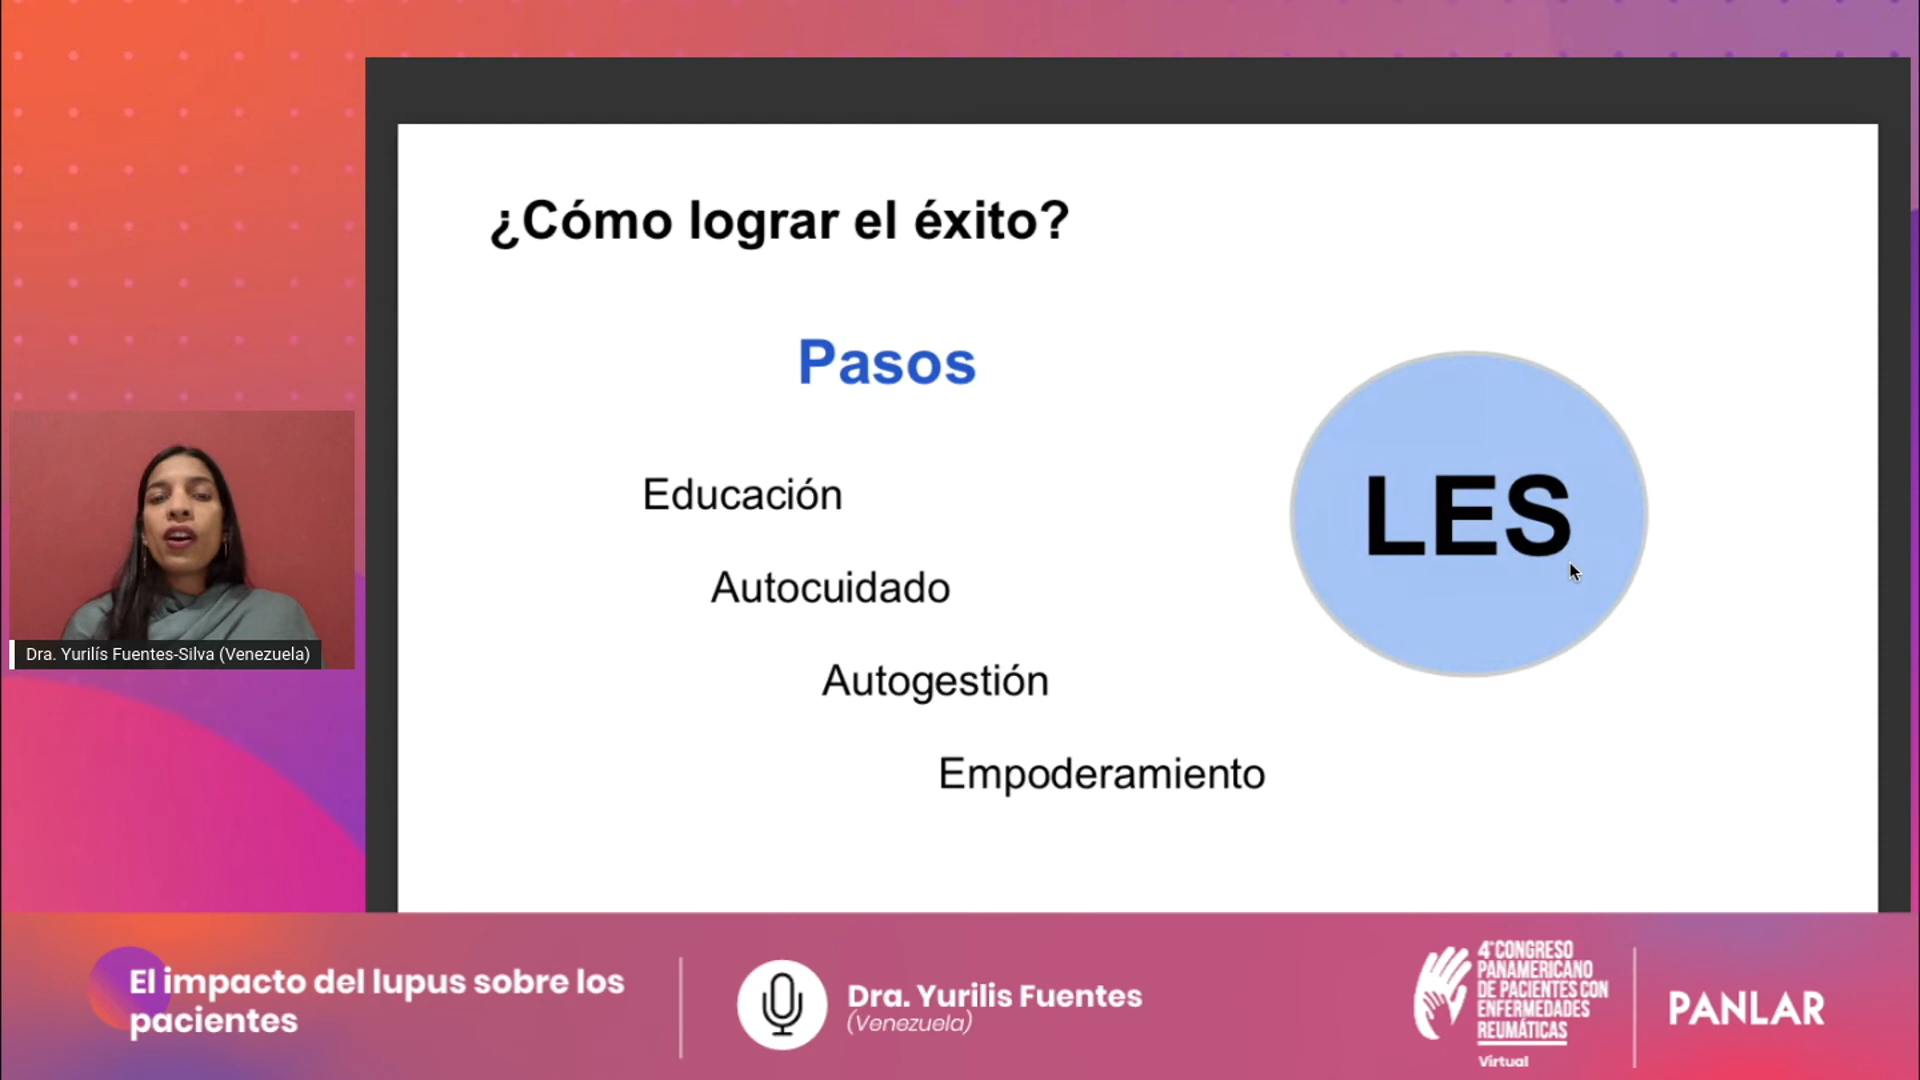 ¿Cómo lograr el éxito?
Pasos
Educación
Autocuidado
Autogestión
Empoderamiento
LES
Dra. Yurilís Fuentes-Silva (Venezuela)
El impacto del lupus sobre los
pacientes
Dra. Yurilis Fuentes
(Venezuela)
4° CONGRESO
PANAMERICANO
DE PACIENTES CON
ENFERMEDADES
REUMÁTICAS
Virtual
PANLAR